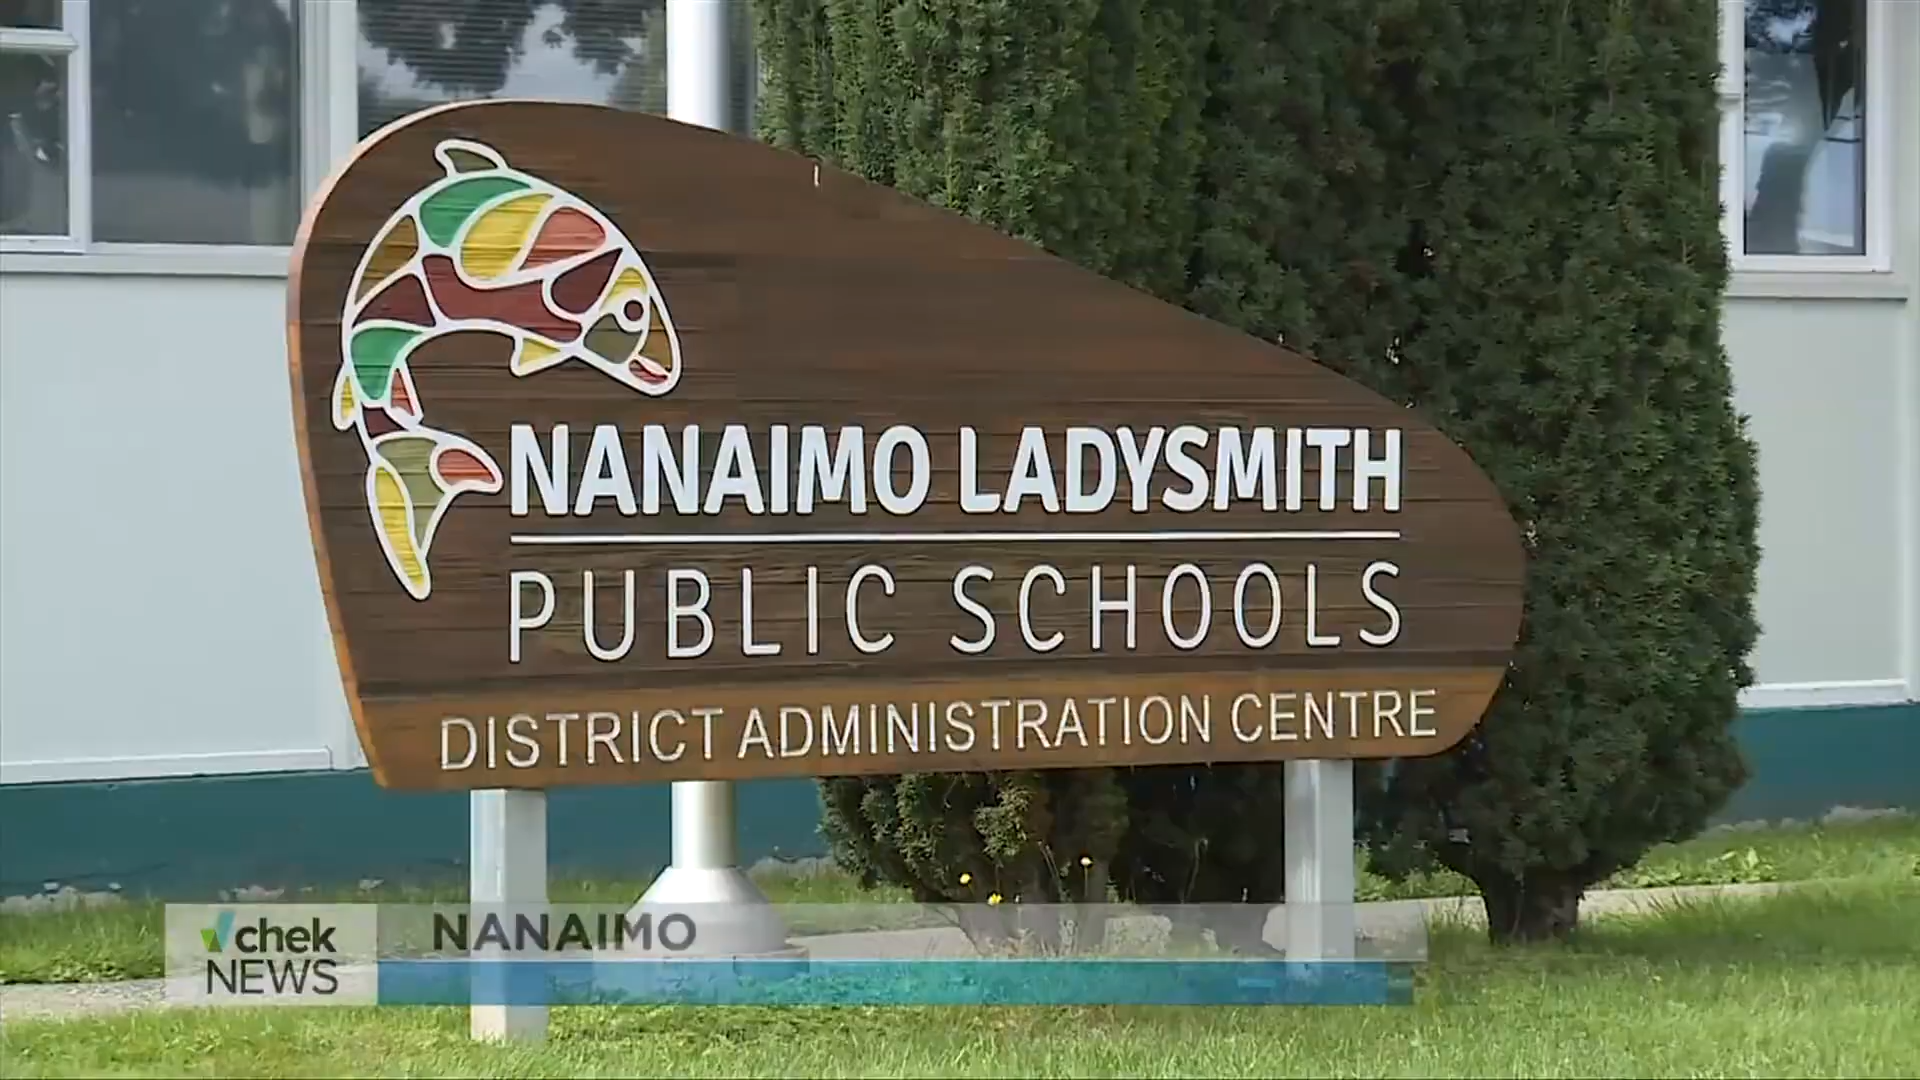 NANAIMO LADYSMITH
PUBLIC SCHOOLS
DISTRICT ADMINISTRATION CENTRE
chek
NEWS
NANAIMO